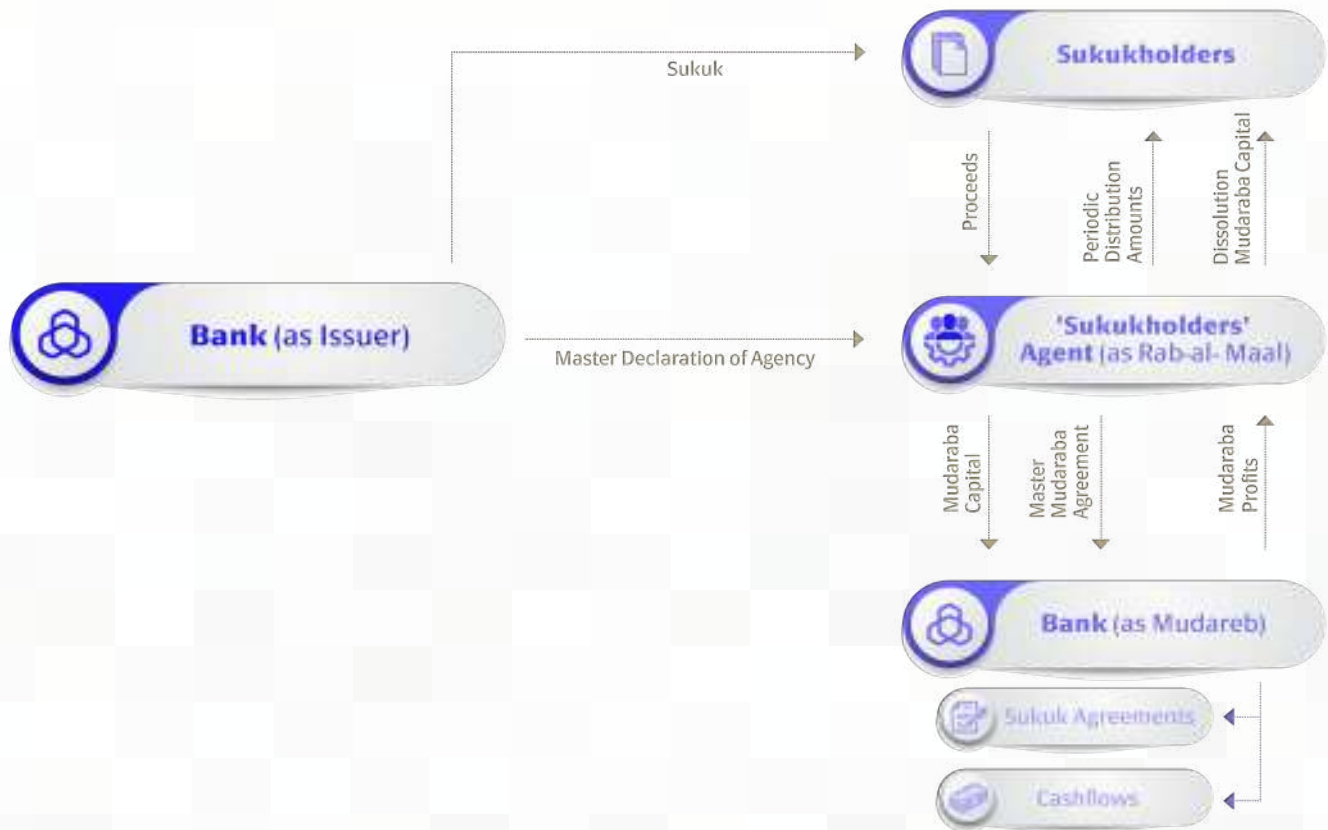 Sukukholders
Sukuk
Proceeds
Periodic
Distribution
Amounts
Dissolution
Mudaraba Capital
Bank (as Issuer)
Master Declaration of Agency
'Sukukholders'
Agent (as Rab-al- Maal)
Mudaraba
Capital
Master
Mudaraba
Agreement
Mudaraba
Profits
Bank (as Mudareb)
Sukuk Agreements
Cashflows